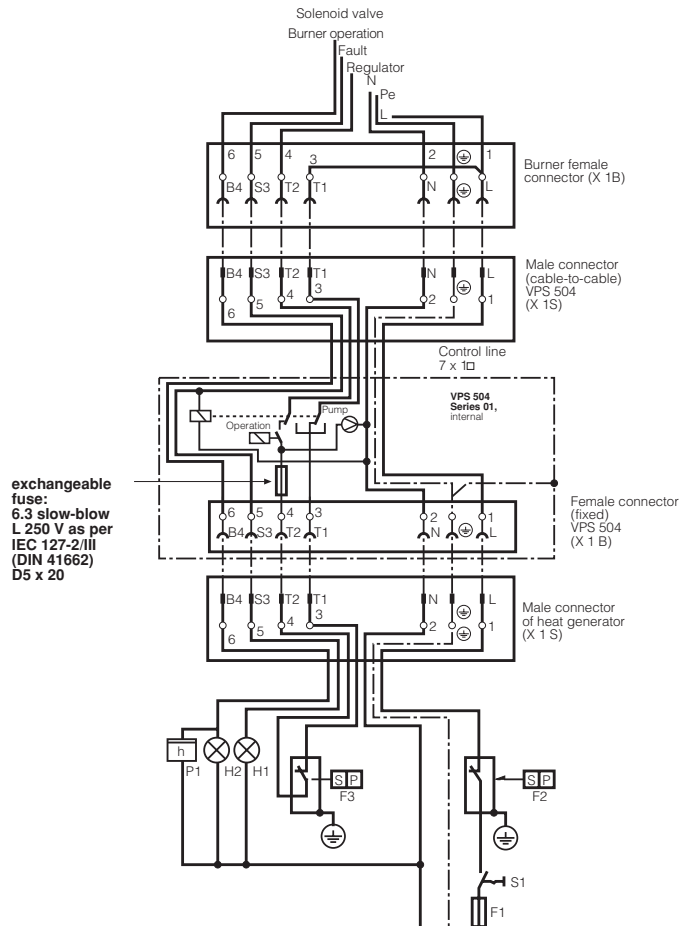 Solenoid valve
Burner operation
Fault
Regulator
N
Pe
L
6 5 4 3 2 1
B4 S3 T2 T1 N L
Burner female
connector (X 1B)
B4 S3 T2 T1 N L
6 5 4 3 2 1
Male connector
(cable-to-cable)
VPS 504
(X 1S)
Control line
7 x 1□
VPS 504
Series 01,
internal
Pump
Operation
exchangeable
fuse:
6.3 slow-blow
L 250 V as per
IEC 127-2/III
(DIN 41662)
D5 x 20
6 5 4 3 2 1
B4 S3 T2 T1 N L
Female connector
(fixed)
VPS 504
(X 1 B)
B4 S3 T2 T1 N L
6 5 4 3 2 1
Male connector
of heat generator
(X 1 S)
h
P1 H2 H1
S P
F3
S P
F2
S1
F1